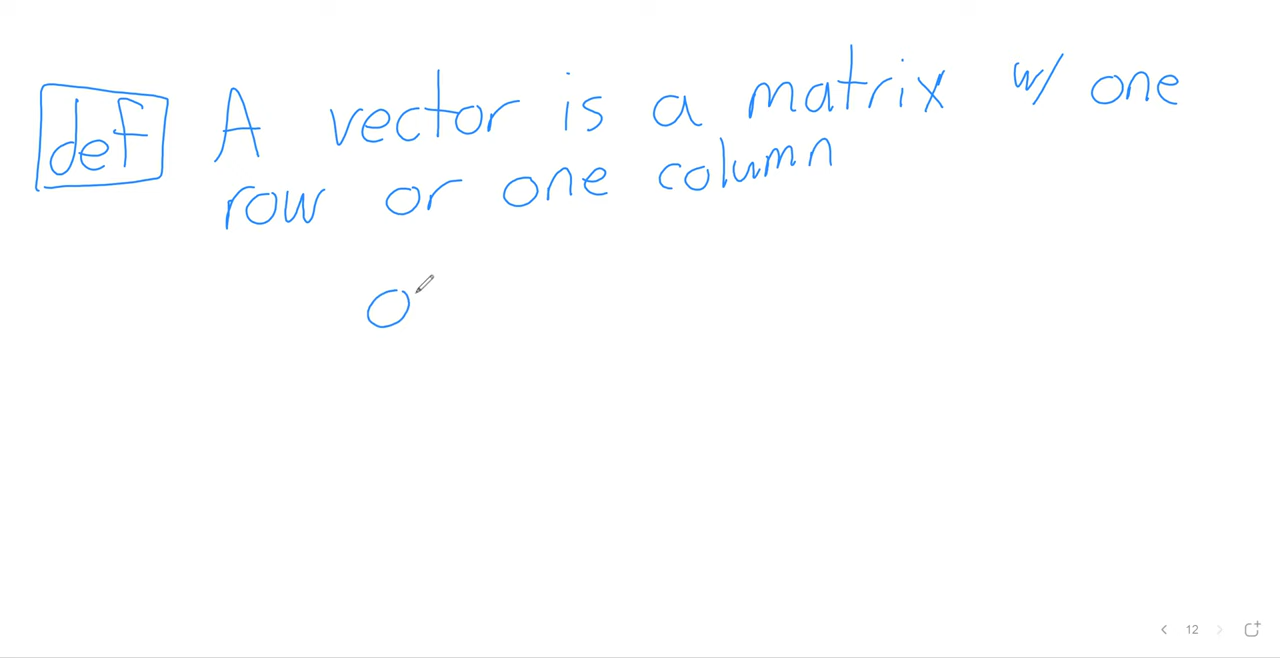 def A vector is a matrix w/ one
row or one column
O
12